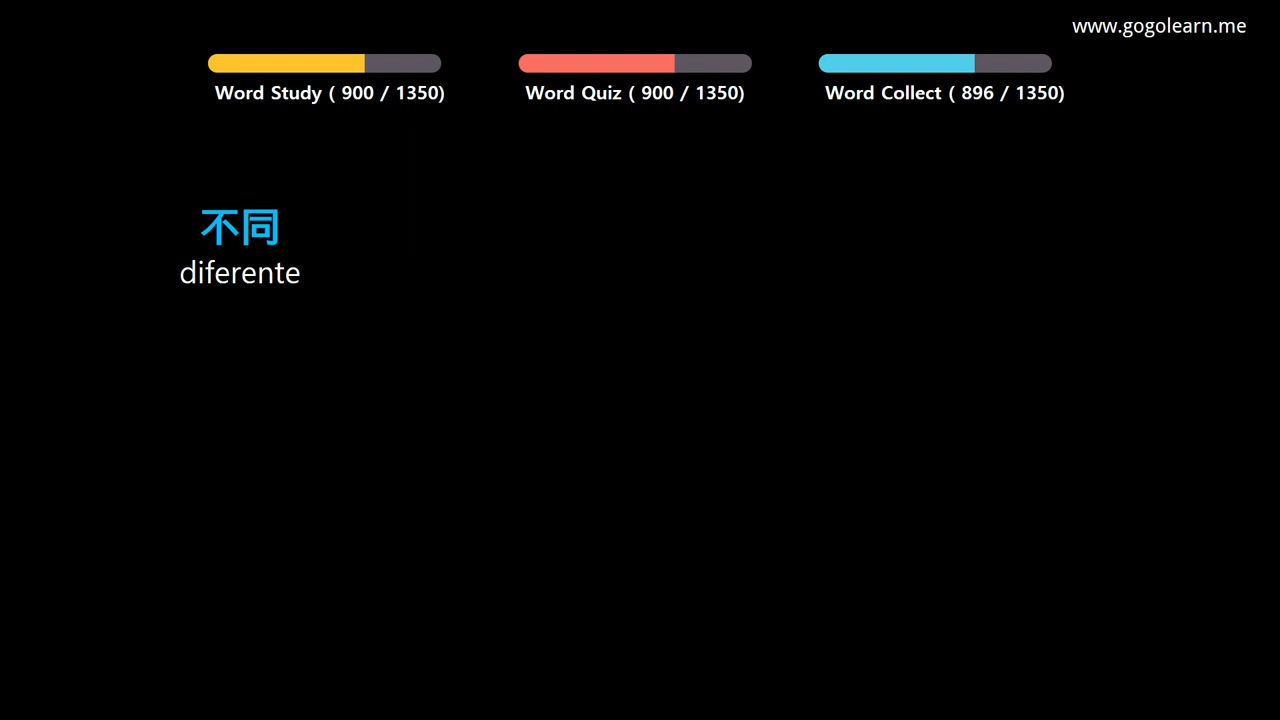 www.gogolearn.me
Word Study ( 900 / 1350)
Word Quiz ( 900 / 1350)
Word Collect ( 896 / 1350)
不同
diferente